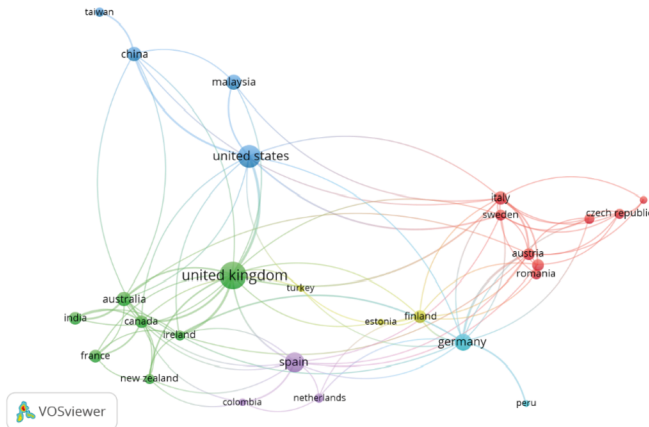 taiwan
china
malaysia
united states
italy
sweden
czech republic
austria
romania
united kingdom
turkey
australia
india
canada
ireland
estonia
finland
germany
france
spain
new zealand
colombia
netherlands
peru
VOSviewer